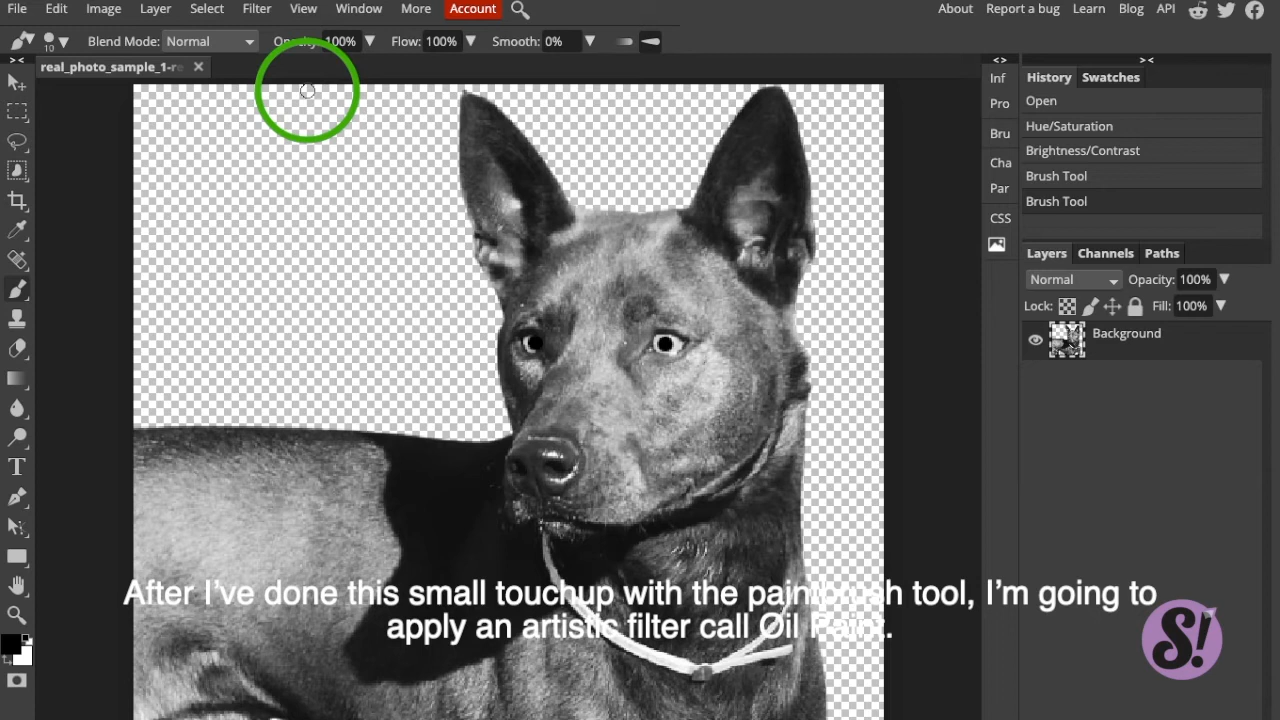 File Edit Image Layer Select Filter View Window More Account About Report a bug Learn Blog API
10 Blend Mode: Normal Opacity: 100% Flow: 100% Smooth: 0%
real_photo_sample_1-re
> <
< >
> <
Inf
Pro
Bru
Cha
Par
CSS
History Swatches
Open
Hue/Saturation
Brightness/Contrast
Brush Tool
Brush Tool
Layers Channels Paths
Normal Opacity: 100%
Lock: Fill: 100%
Background
T
After I've done this small touchup with the paintbrush tool, I'm going to
apply an artistic filter call Oil Paint.
S!